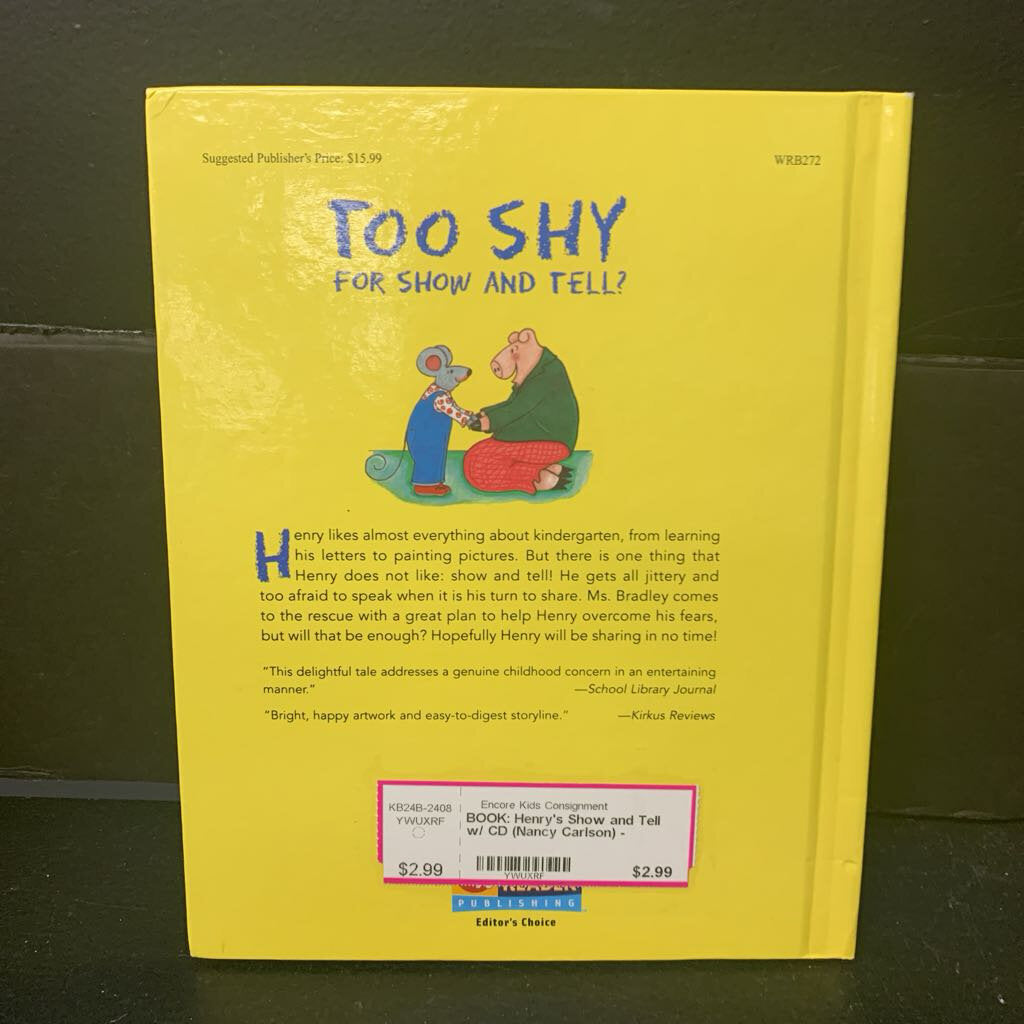 Suggested Publisher's Price: $15.99
WRB272
TOO SHY
FOR SHOW AND TELL?
Henry likes almost everything about kindergarten, from learning
his letters to painting pictures. But there is one thing that
Henry does not like: show and tell! He gets all jittery and
too afraid to speak when it is his turn to share. Ms. Bradley comes
to the rescue with a great plan to help Henry overcome his fears,
but will that be enough? Hopefully Henry will be sharing in no time!
"This delightful tale addresses a genuine childhood concern in an entertaining
manner." —School Library Journal
"Bright, happy artwork and easy-to-digest storyline." —Kirkus Reviews
KB24B-2408
YWUXRF
$2.99
Encore Kids Consignment
BOOK: Henry's Show and Tell
w/ CD (Nancy Carlson) -
YWUXRF
$2.99
PUBLISHING
Editor's Choice